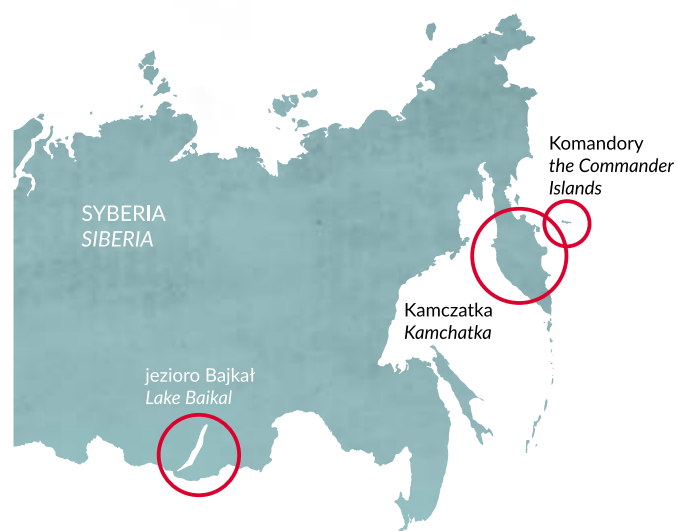 Komandory
the Commander
Islands
SYBERIA
SIBERIA
Kamczatka
Kamchatka
jezioro Bajkał
Lake Baikal